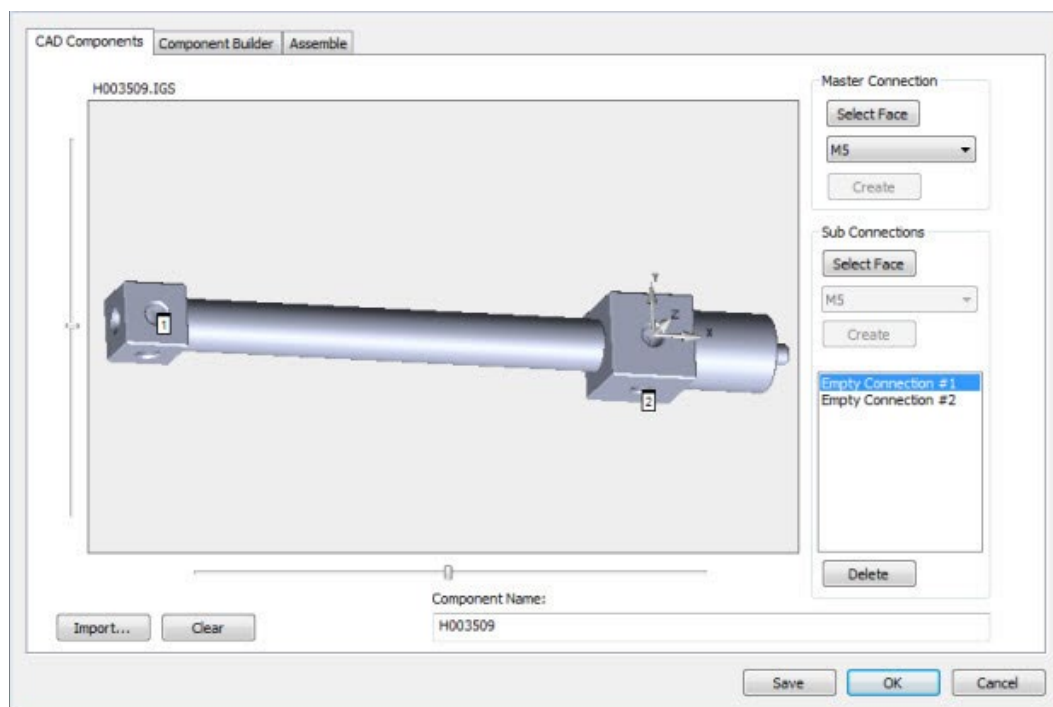 CAD Components Component Builder Assemble
H003509.IGS
Master Connection
Select Face
M5
Create
Sub Connections
Select Face
M5
Create
Empty Connection #1
Empty Connection #2
Delete
Y
Z
X
1
2
Component Name:
H003509
Import... Clear
Save OK Cancel